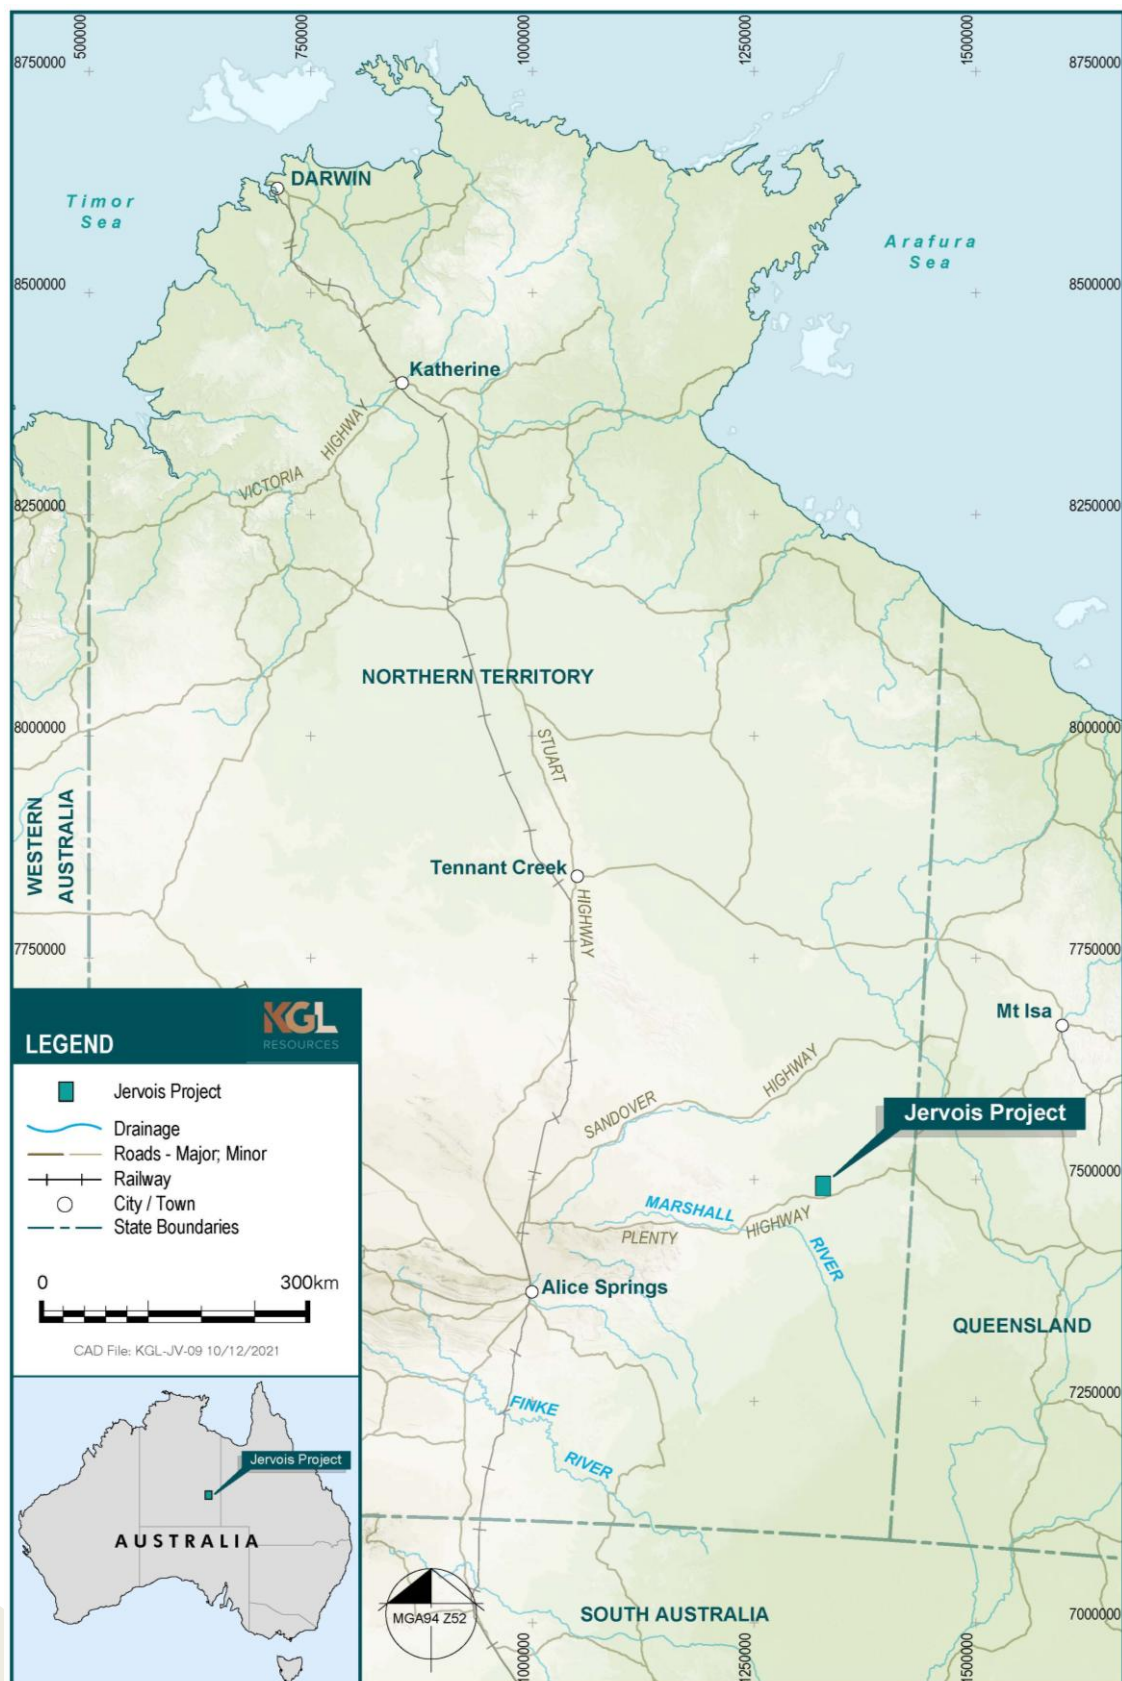 500000
750000
1000000
1250000
1500000
8750000
8750000
DARWIN
Timor
Sea
Arafura
Sea
8500000
8500000
Katherine
VICTORIA
HIGHWAY
8250000
8250000
NORTHERN TERRITORY
8000000
8000000
STUART
WESTERN
AUSTRALIA
Tennant Creek
HIGHWAY
7750000
7750000
Mt Isa
KGL
RESOURCES
LEGEND
Jervois Project
Drainage
Roads - Major; Minor
Railway
City / Town
State Boundaries
0
300km
CAD File: KGL-JV-09 10/12/2021
SANDOVER
HIGHWAY
Jervois Project
7500000
MARSHALL
RIVER
PLENTY
HIGHWAY
Alice Springs
QUEENSLAND
7250000
FINKE
RIVER
Jervois Project
AUSTRALIA
MGA94 Z52
SOUTH AUSTRALIA
7000000
1000000
1250000
1500000